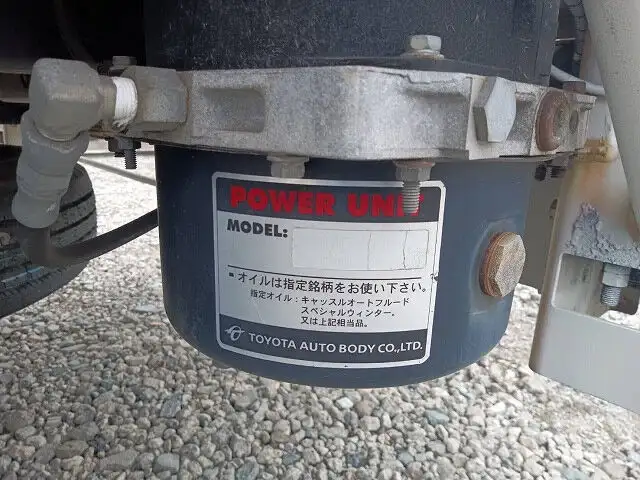 POWER UNIT
MODEL:
▪ オイルは指定銘柄をお使い下さい。
指定オイル：キャッスルオートフルード
スペシャルウィンター。
又は上記相当品。
TOYOTA AUTO BODY CO.,LTD.